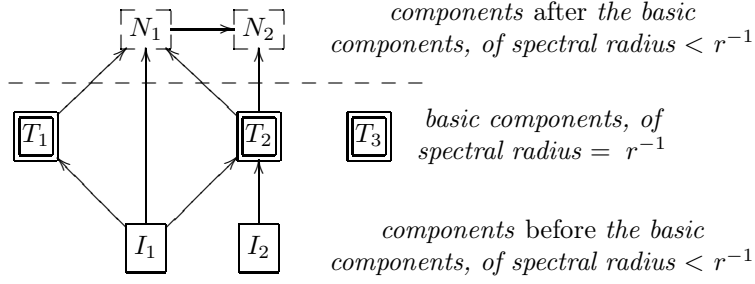 N₁ N₂ components after the basic
components, of spectral radius < r⁻¹
T₁ T₂ T₃ basic components, of
spectral radius = r⁻¹
I₁ I₂ components before the basic
components, of spectral radius < r⁻¹